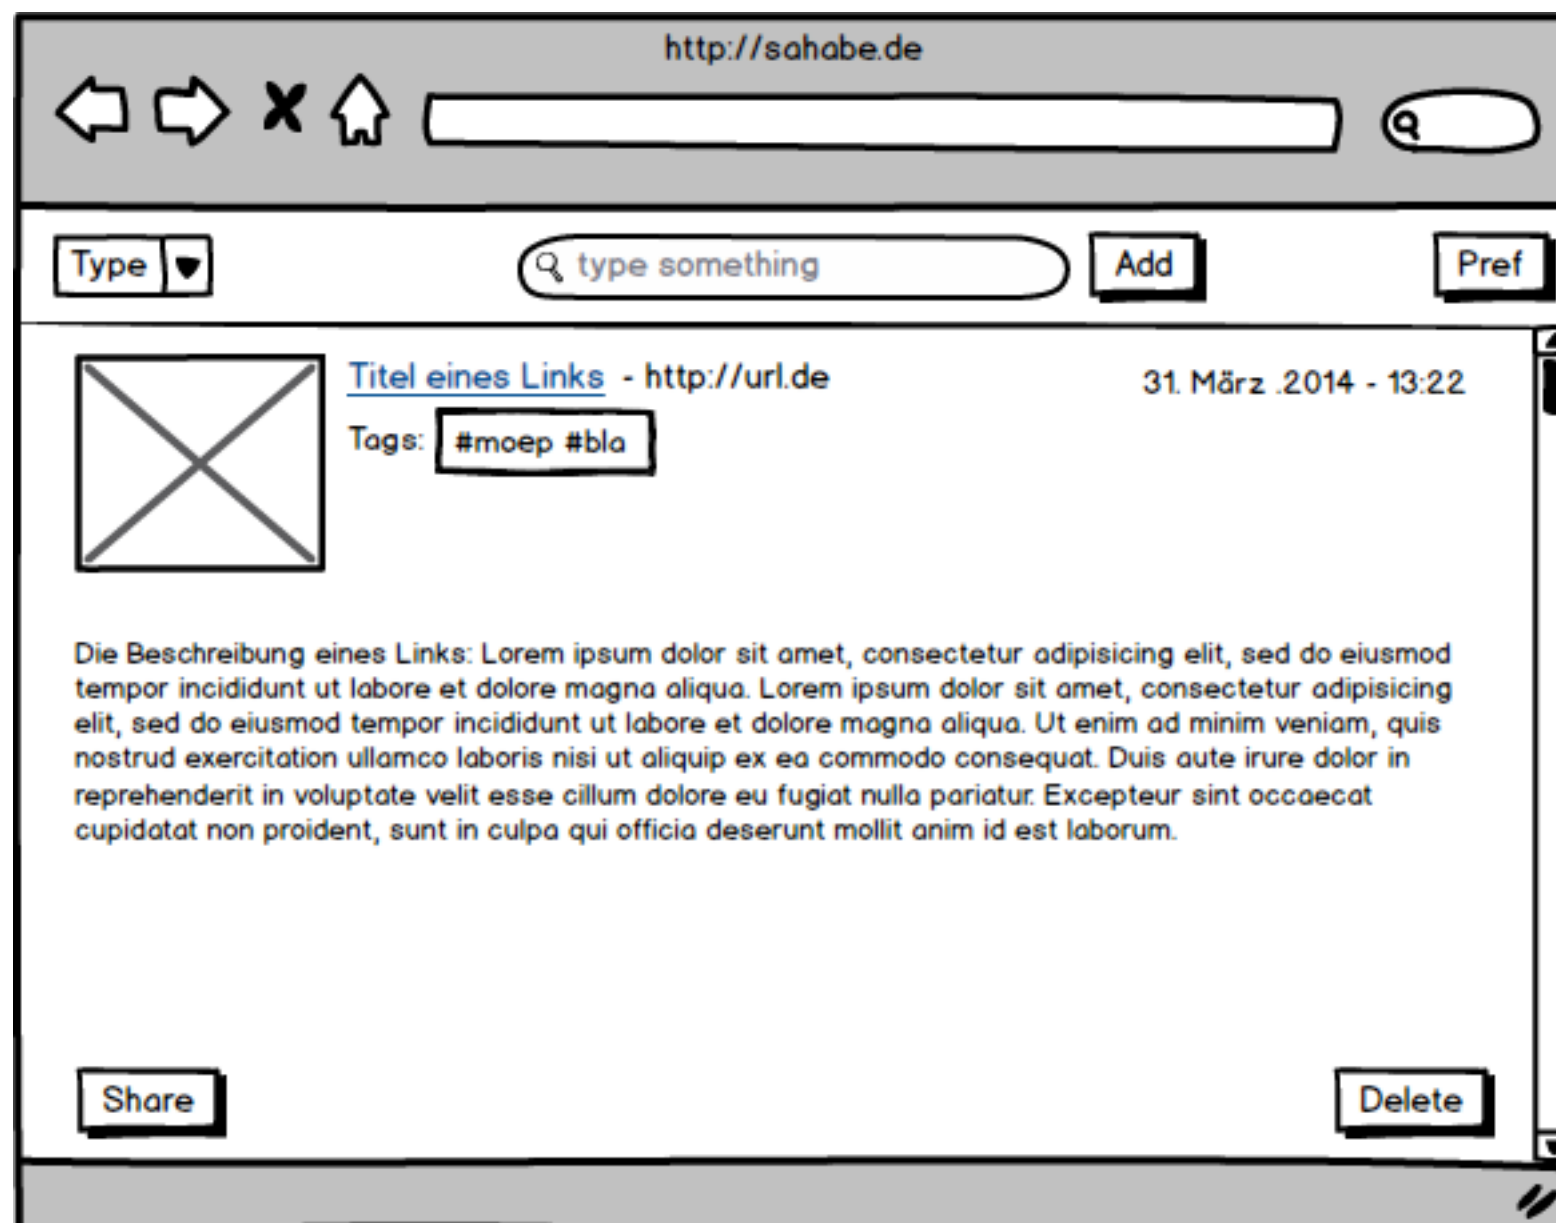 http://sahabe.de
Type
type something
Add
Pref
Titel eines Links - http://url.de
31. März .2014 - 13:22
Tags: #moep #bla
Die Beschreibung eines Links: Lorem ipsum dolor sit amet, consectetur adipisicing elit, sed do eiusmod
tempor incididunt ut labore et dolore magna aliqua. Lorem ipsum dolor sit amet, consectetur adipisicing
elit, sed do eiusmod tempor incididunt ut labore et dolore magna aliqua. Ut enim ad minim veniam, quis
nostrud exercitation ullamco laboris nisi ut aliquip ex ea commodo consequat. Duis aute irure dolor in
reprehenderit in voluptate velit esse cillum dolore eu fugiat nulla pariatur. Excepteur sint occaecat
cupidatat non proident, sunt in culpa qui officia deserunt mollit anim id est laborum.
Share
Delete